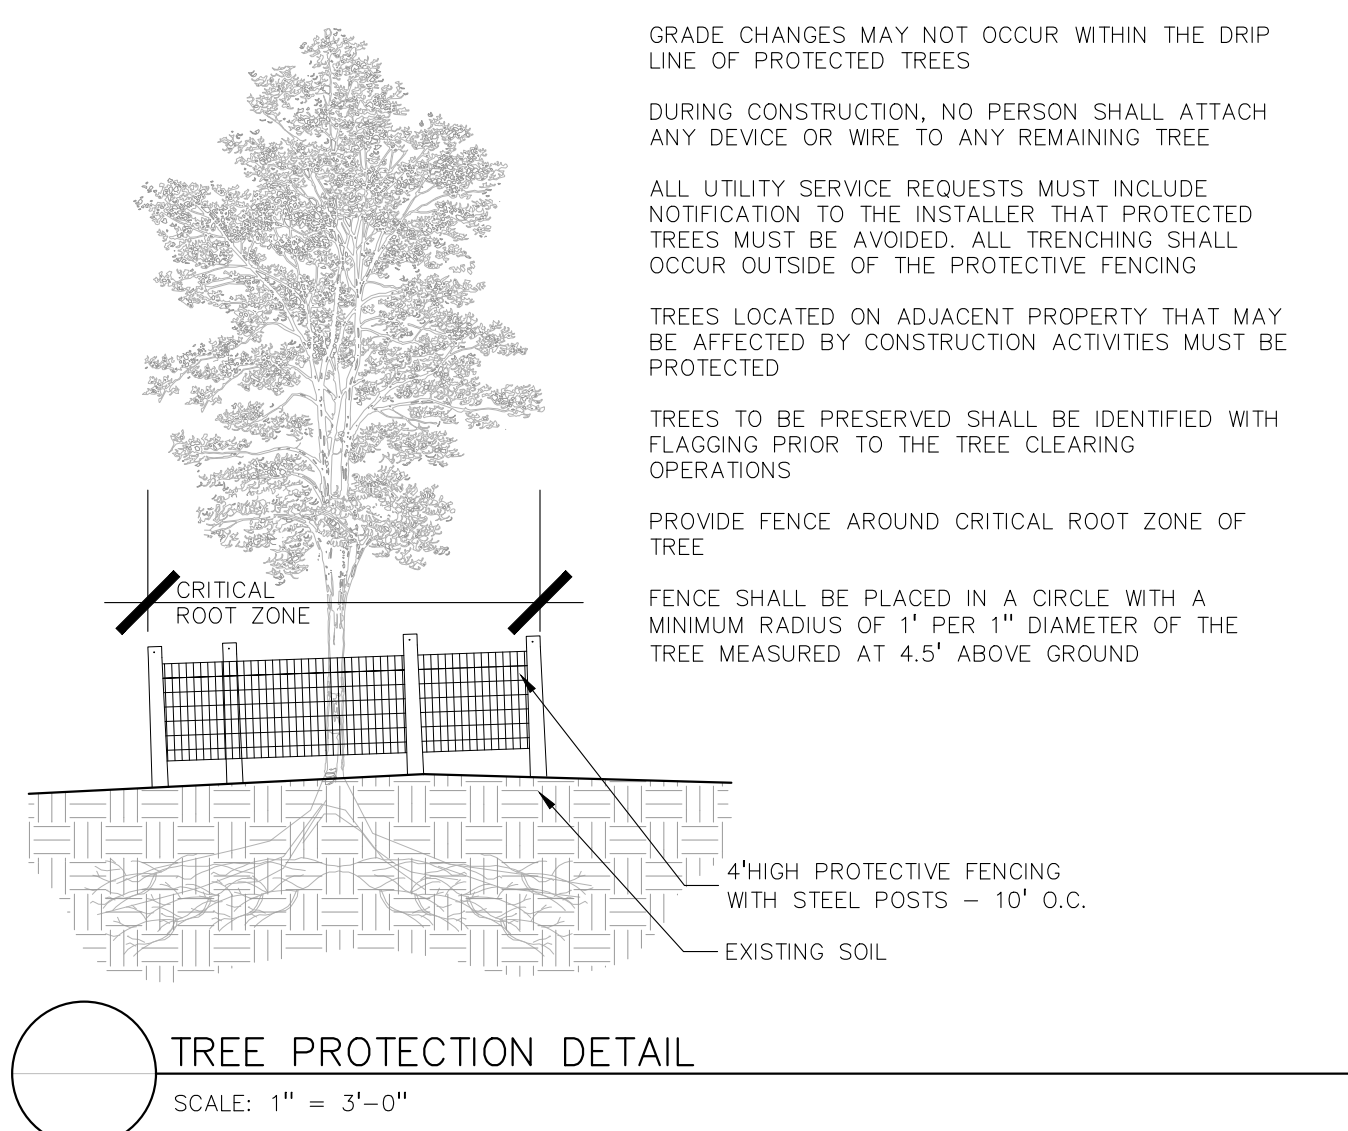 GRADE CHANGES MAY NOT OCCUR WITHIN THE DRIP
LINE OF PROTECTED TREES
DURING CONSTRUCTION, NO PERSON SHALL ATTACH
ANY DEVICE OR WIRE TO ANY REMAINING TREE
ALL UTILITY SERVICE REQUESTS MUST INCLUDE
NOTIFICATION TO THE INSTALLER THAT PROTECTED
TREES MUST BE AVOIDED. ALL TRENCHING SHALL
OCCUR OUTSIDE OF THE PROTECTIVE FENCING
TREES LOCATED ON ADJACENT PROPERTY THAT MAY
BE AFFECTED BY CONSTRUCTION ACTIVITIES MUST BE
PROTECTED
TREES TO BE PRESERVED SHALL BE IDENTIFIED WITH
FLAGGING PRIOR TO THE TREE CLEARING
OPERATIONS
PROVIDE FENCE AROUND CRITICAL ROOT ZONE OF
TREE
FENCE SHALL BE PLACED IN A CIRCLE WITH A
MINIMUM RADIUS OF 1' PER 1" DIAMETER OF THE
TREE MEASURED AT 4.5' ABOVE GROUND
CRITICAL
ROOT ZONE
4'HIGH PROTECTIVE FENCING
WITH STEEL POSTS – 10' O.C.
EXISTING SOIL
TREE PROTECTION DETAIL
SCALE: 1" = 3'–0"